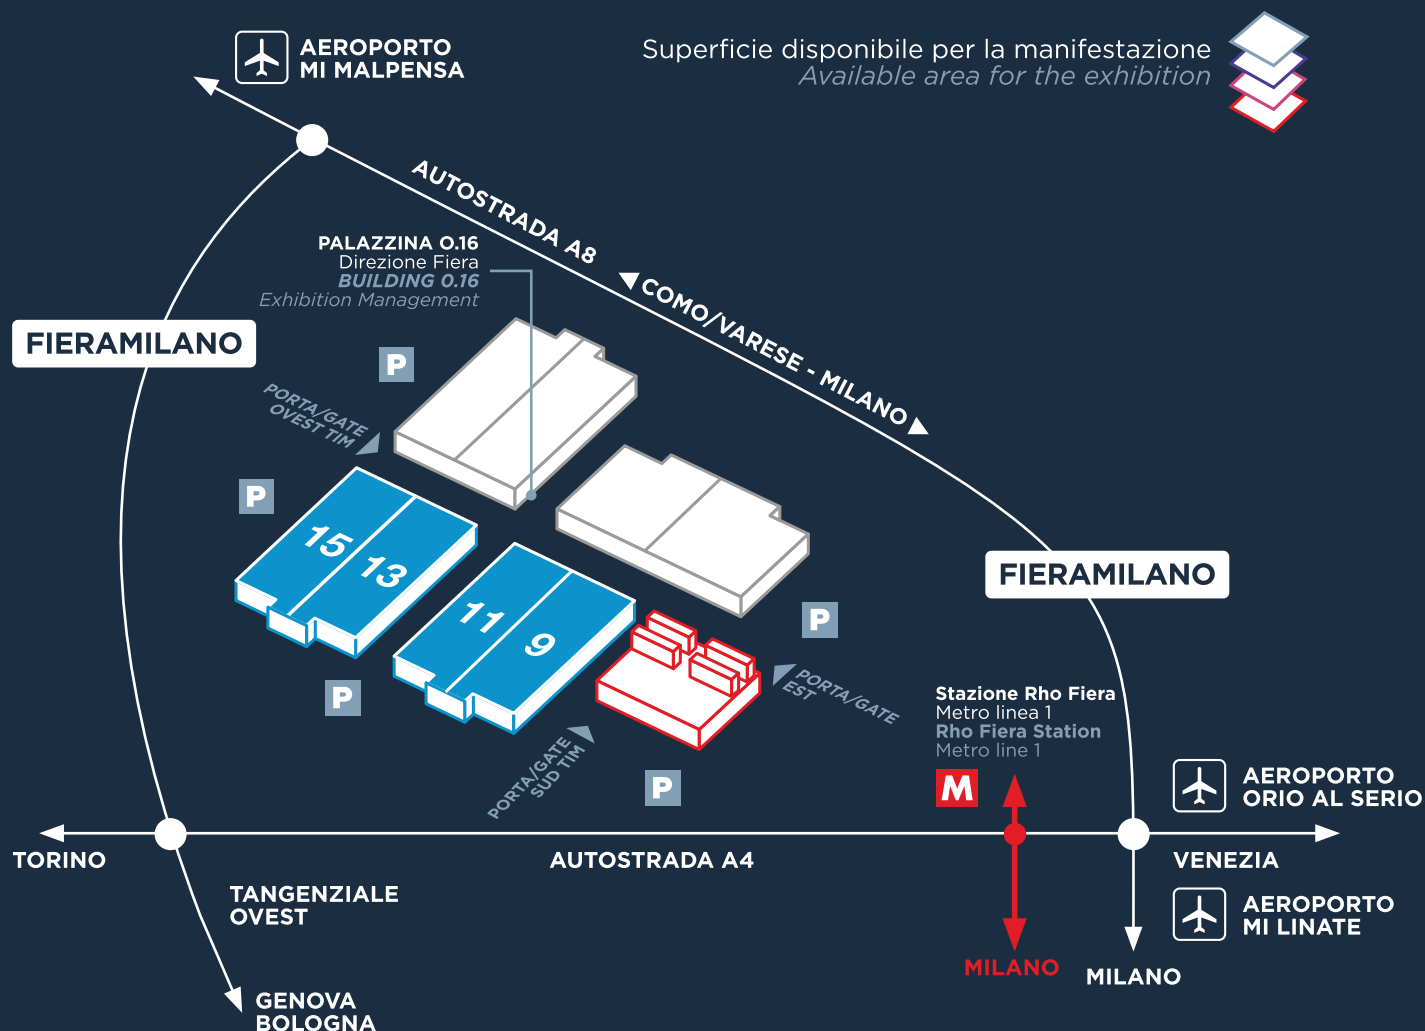 AEROPORTO
MI MALPENSA
Superficie disponibile per la manifestazione
Available area for the exhibition
AUTOSTRADA A8
PALAZZINA 0.16
Direzione Fiera
BUILDING 0.16
Exhibition Management
COMO/VARESE - MILANO
FIERAMILANO
P
PORTA/GATE
OVEST TIM
P
15
13
11
9
FIERAMILANO
P
P
PORTA/GATE
EST
PORTA/GATE
SUD TIM
P
Stazione Rho Fiera
Metro linea 1
Rho Fiera Station
Metro line 1
M
AEROPORTO
ORIO AL SERIO
TORINO
AUTOSTRADA A4
VENEZIA
TANGENZIALE
OVEST
AEROPORTO
MI LINATE
MILANO
MILANO
GENOVA
BOLOGNA